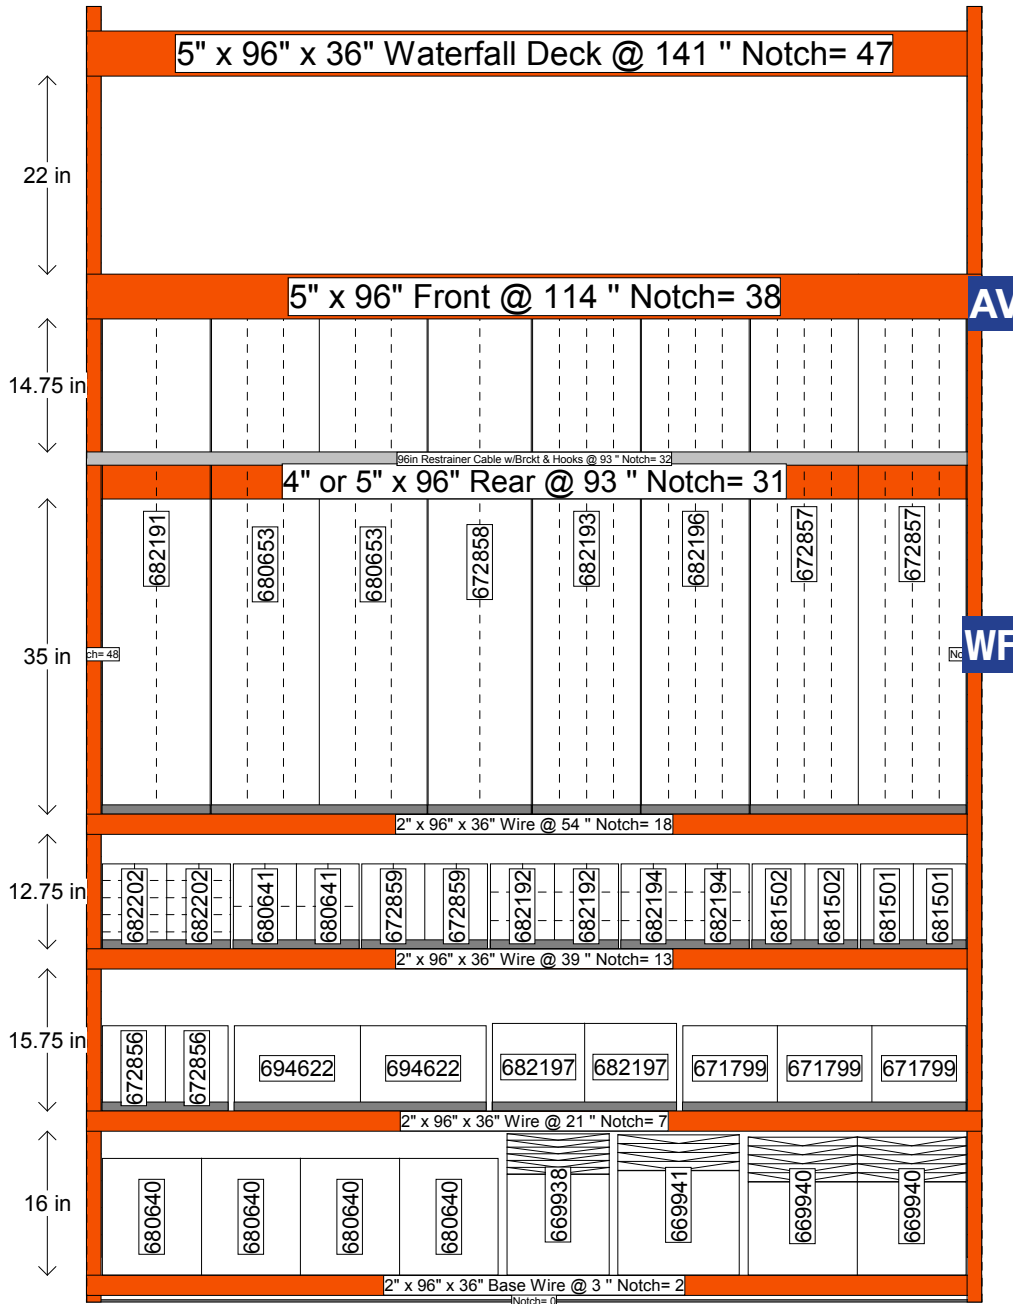 5" x 96" x 36" Waterfall Deck @ 141 " Notch= 47
22 in
5" x 96" Front @ 114 " Notch= 38
AV
14.75 in
96in Restrainer Cable w/Brckt & Hooks @ 93 " Notch= 32
4" or 5" x 96" Rear @ 93 " Notch= 31
682191
680653
680653
672858
682193
682196
672857
672857
35 in
ch= 48
No
WF
2" x 96" x 36" Wire @ 54 " Notch= 18
12.75 in
682202
682202
680641
680641
672859
672859
682192
682192
682194
682194
681502
681502
681501
681501
2" x 96" x 36" Wire @ 39 " Notch= 13
15.75 in
672856
672856
694622
694622
682197
682197
671799
671799
671799
2" x 96" x 36" Wire @ 21 " Notch= 7
16 in
680640
680640
680640
680640
669938
669941
669940
669940
2" x 96" x 36" Base Wire @ 3 " Notch= 2
Notch= 0